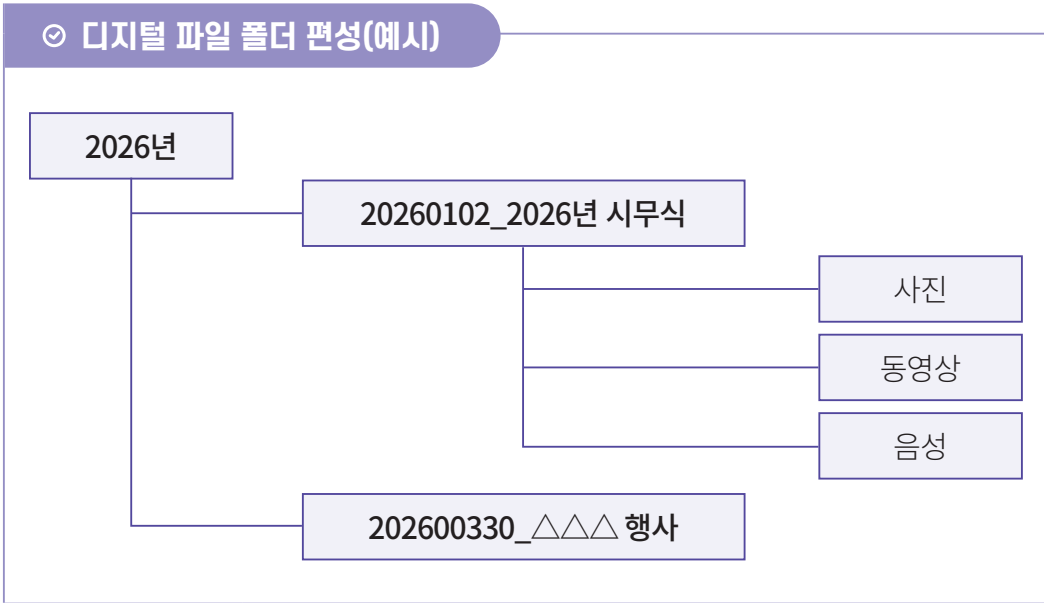 디지털 파일 폴더 편성(예시)
2026년
20260102_2026년 시무식
사진
동영상
음성
202600330_△△△ 행사